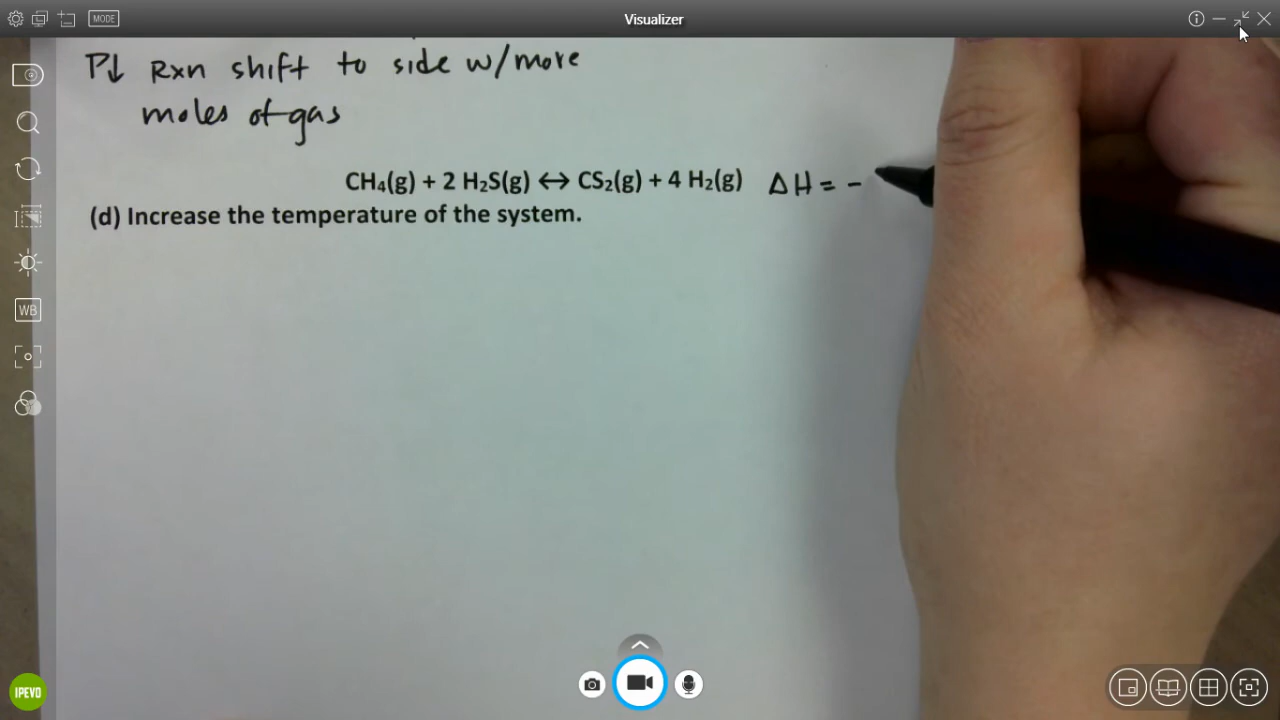 MODE
Visualizer
P↓ Rxn shift to side w/more
moles of gas
CH₄(g) + 2 H₂S(g) ↔ CS₂(g) + 4 H₂(g) ΔH = -
(d) Increase the temperature of the system.
WB
IPEVO